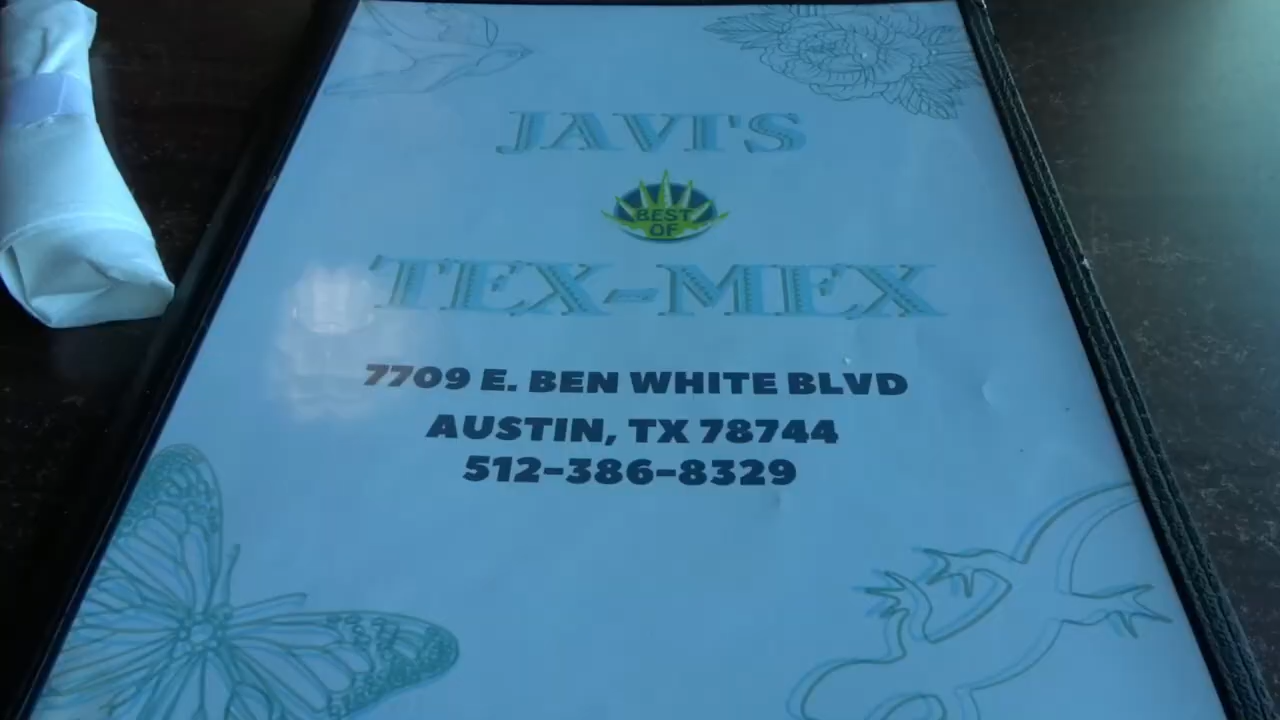 JAVI'S
BEST
OF
TEX-MEX
7709 E. BEN WHITE BLVD
AUSTIN, TX 78744
512-386-8329